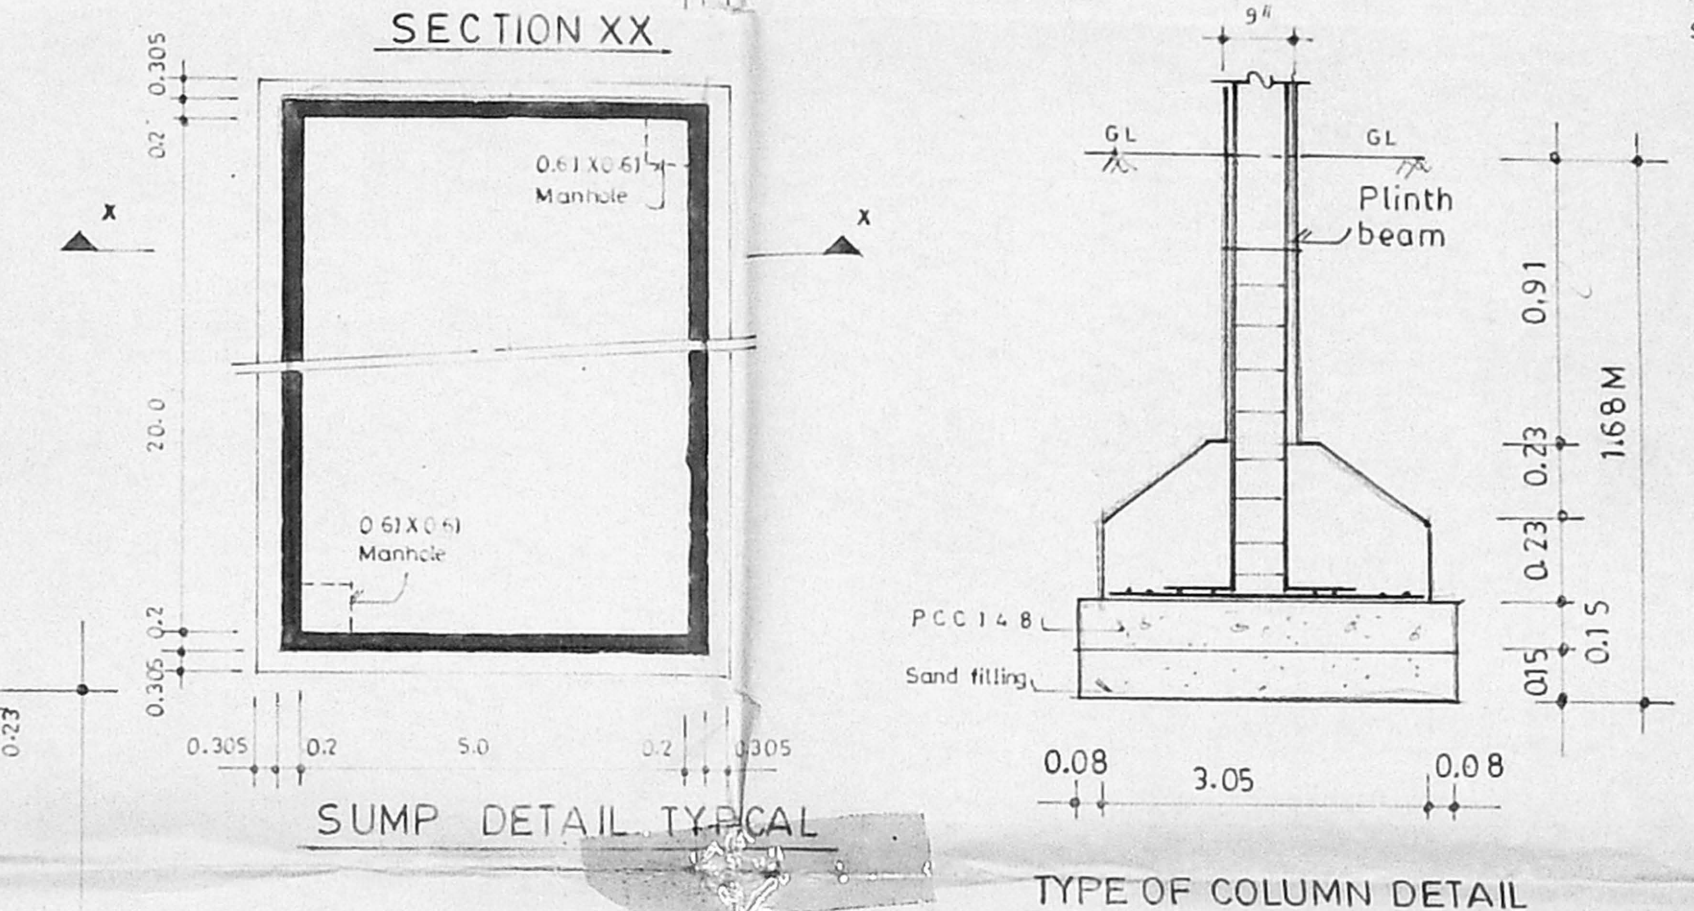 SECTION XX
0.305
0.2
0.61 X 0.61
Manhole
X
X
20.0
0.61 X 0.61
Manhole
0.2
0.305
0.23
0.305
0.2
5.0
0.2
0.305
SUMP DETAIL TYPCAL
9"
GL
GL
Plinth
beam
0.91
1.68M
0.23
0.23
0.15
015
PCC 1 4 8
Sand filling
0.08
3.05
0.08
TYPE OF COLUMN DETAIL